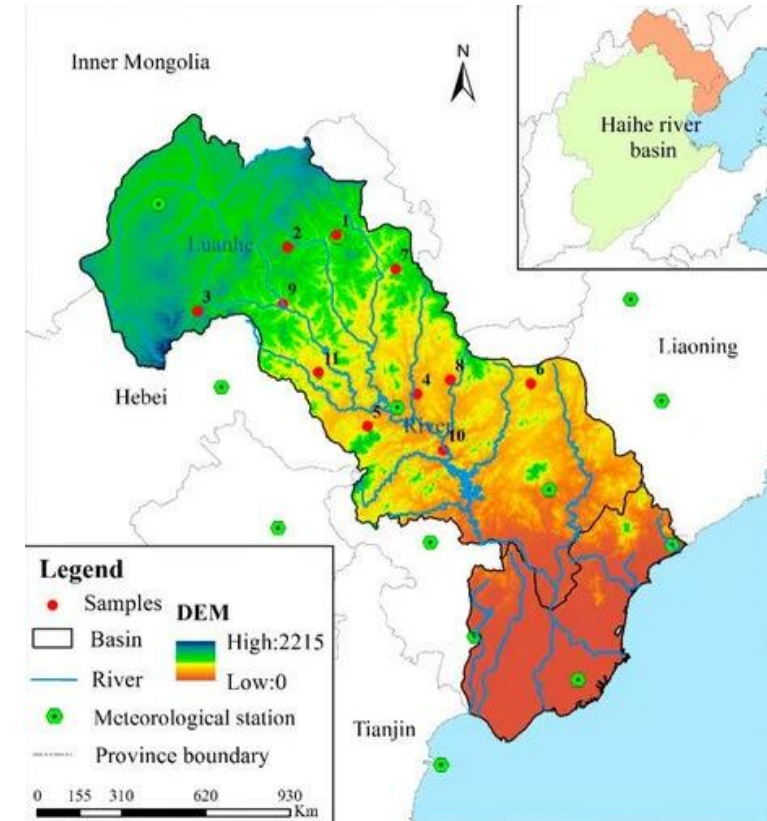 Inner Mongolia
N
Haihe river
basin
1
2
Luanhe
7
9
3
Liaoning
11
8
6
Hebei
4
5
River
10
Legend
Samples
DEM
Basin
High:2215
River
Low:0
Meteorological station
Tianjin
Province boundary
0 155 310 620 930
Km